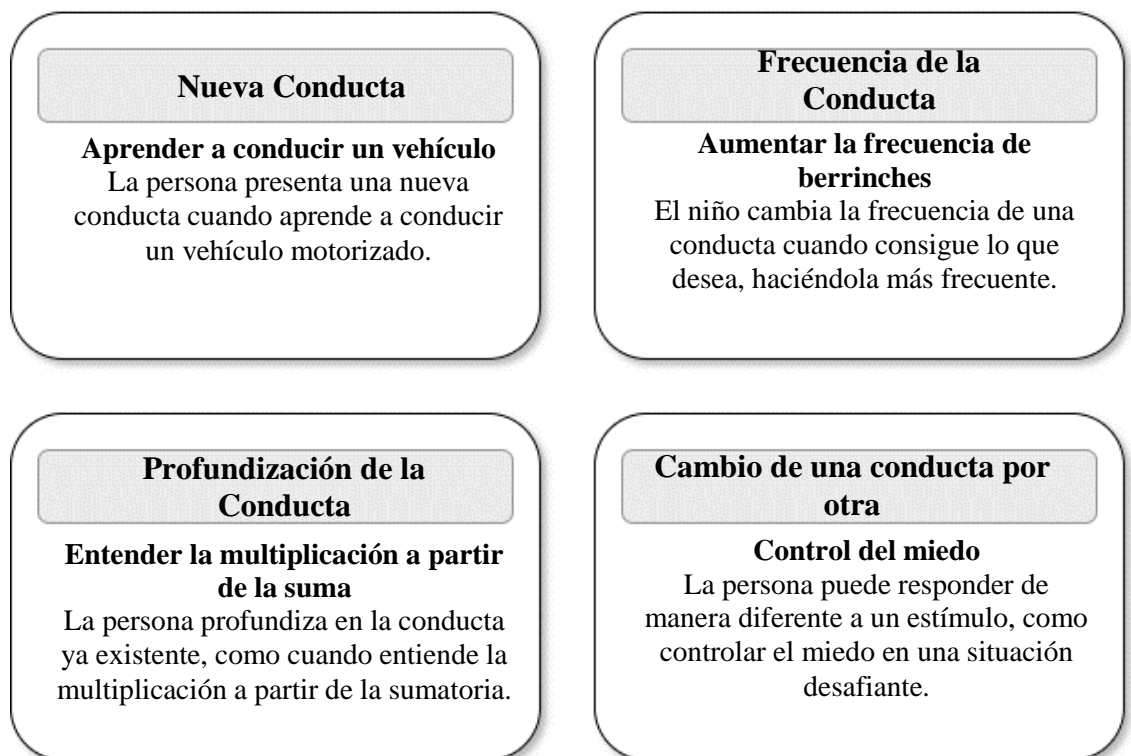 Nueva Conducta
Aprender a conducir un vehículo
La persona presenta una nueva
conducta cuando aprende a conducir
un vehículo motorizado.
Frecuencia de la
Conducta
Aumentar la frecuencia de
berrinches
El niño cambia la frecuencia de una
conducta cuando consigue lo que
desea, haciéndola más frecuente.
Profundización de la
Conducta
Entender la multiplicación a partir
de la suma
La persona profundiza en la conducta
ya existente, como cuando entiende la
multiplicación a partir de la sumatoria.
Cambio de una conducta por
otra
Control del miedo
La persona puede responder de
manera diferente a un estímulo, como
controlar el miedo en una situación
desafiante.